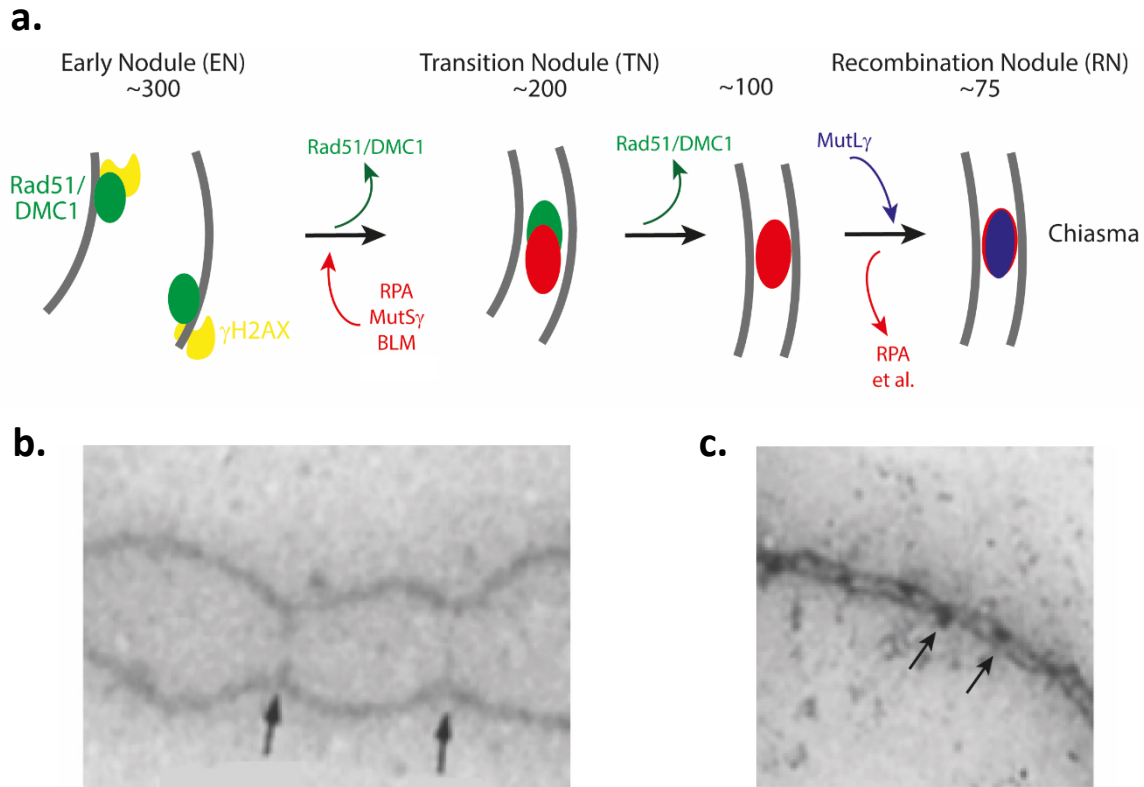 a.
Early Nodule (EN)
~300
Transition Nodule (TN)
~200
~100
Recombination Nodule (RN)
~75
Rad51/
DMC1
γH2AX
Rad51/DMC1
RPA
MutSγ
BLM
Rad51/DMC1
MutLγ
RPA
et al.
Chiasma
b.
c.